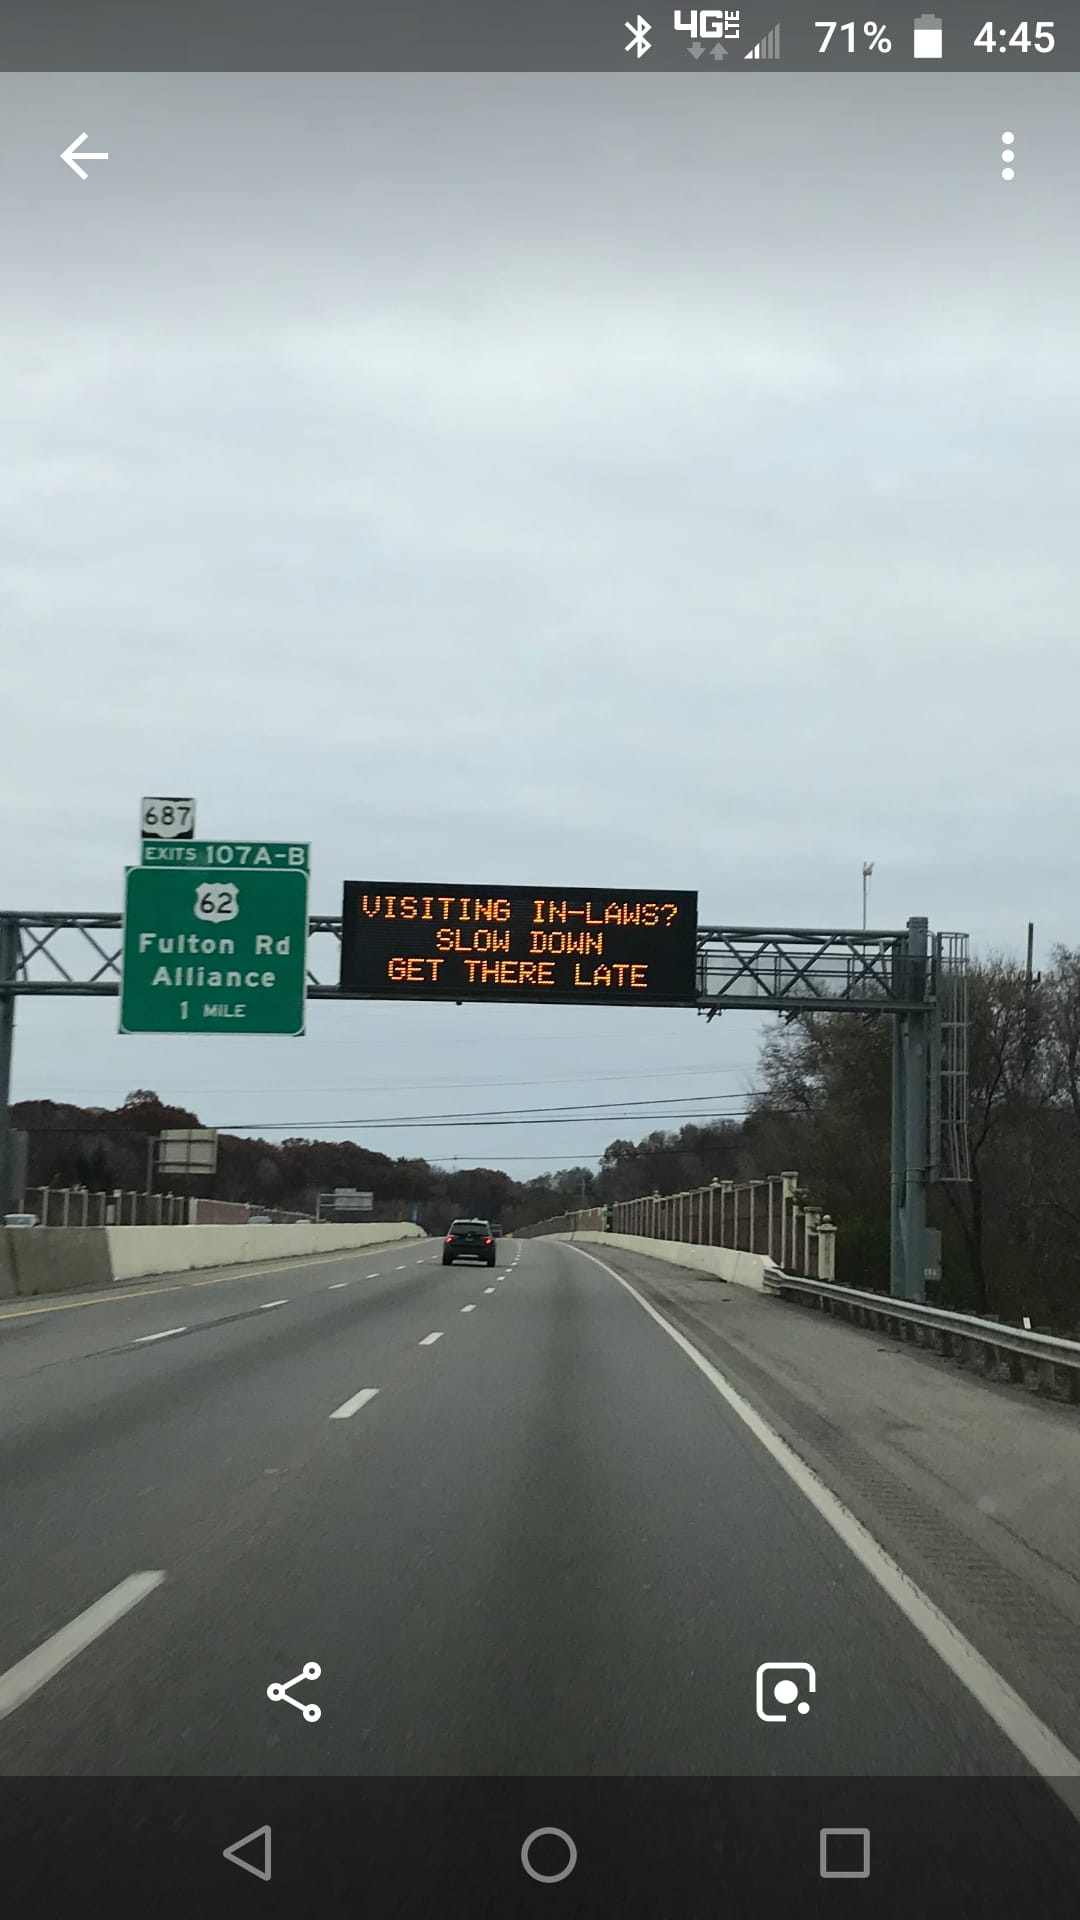 4G LTE 71% 4:45
687
EXITS 107A-B
62
Fulton Rd
Alliance
1 MILE
VISITING IN-LAWS?
SLOW DOWN
GET THERE LATE